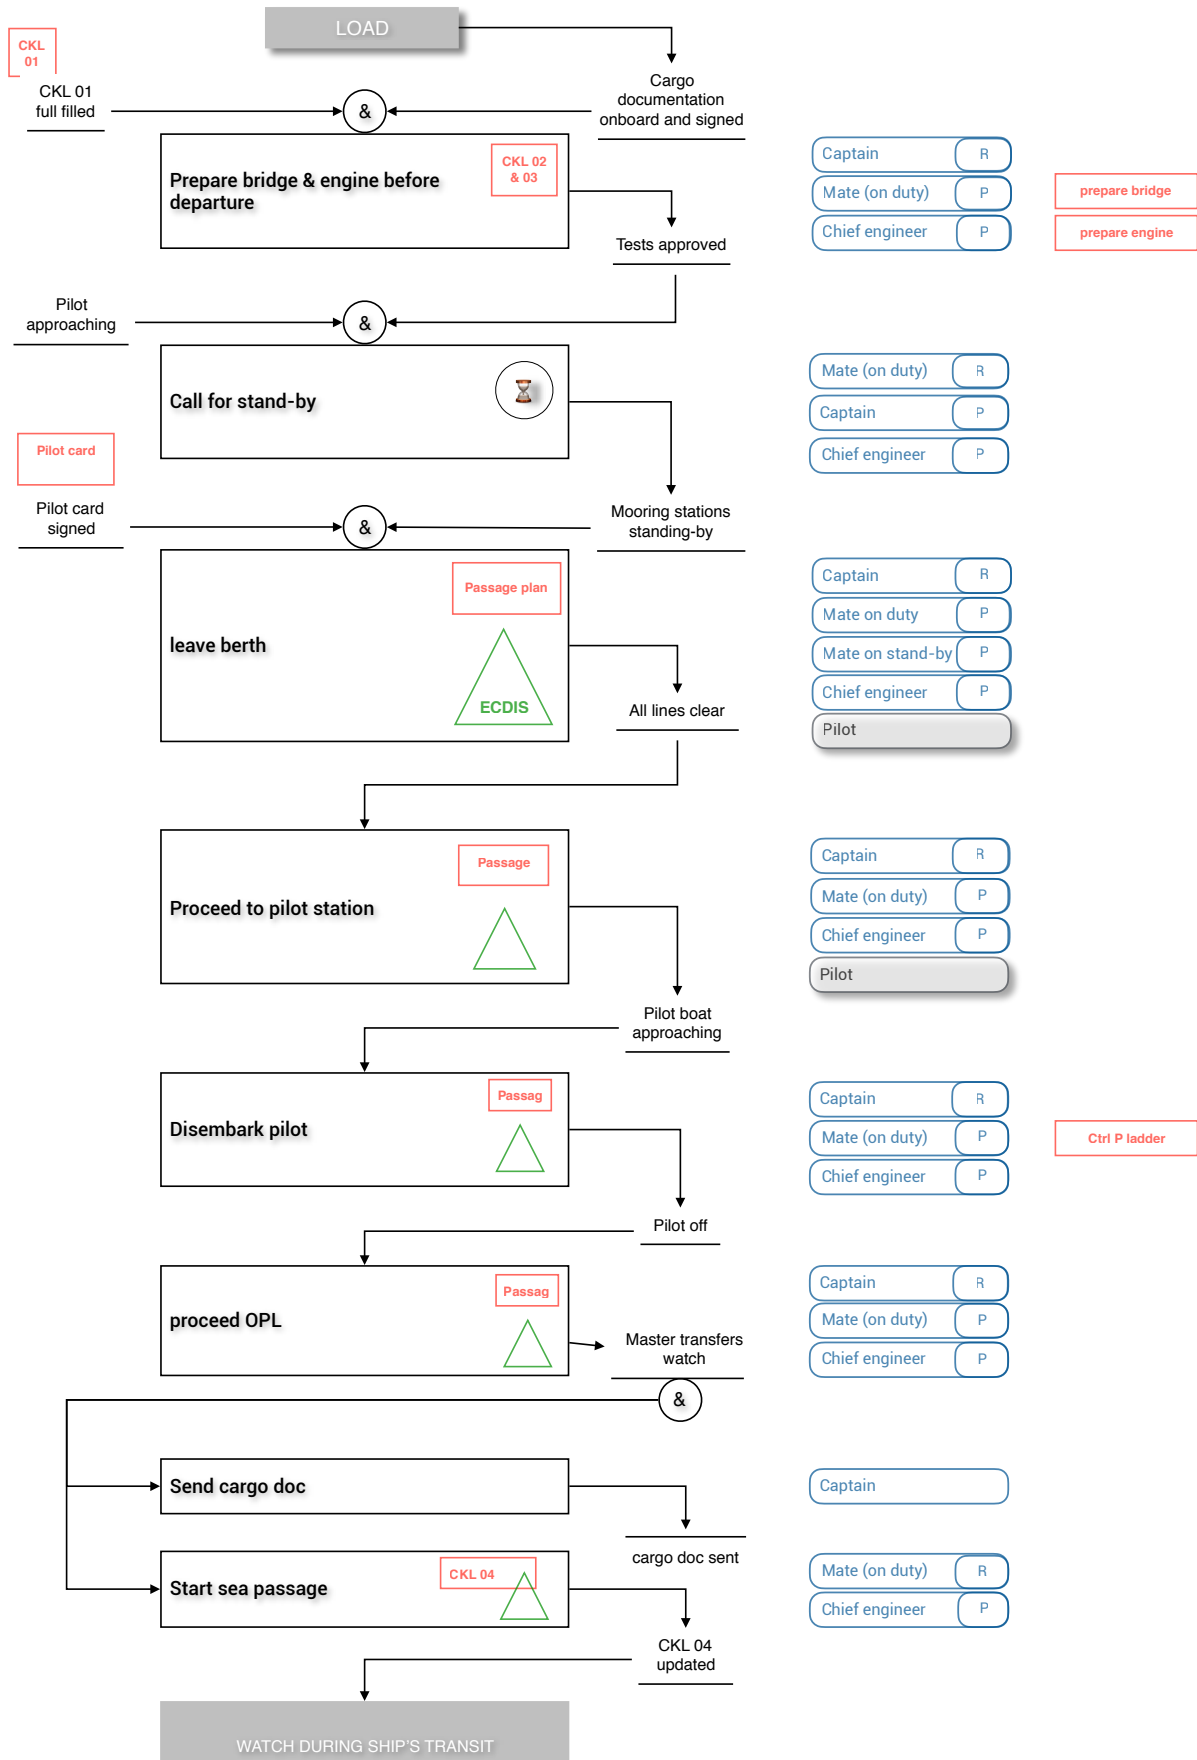 LOAD
CKL
01
CKL 01
full filled
&
Cargo
documentation
onboard and signed
Prepare bridge & engine before
departure
CKL 02
& 03
Captain
R
Mate (on duty)
P
prepare bridge
Chief engineer
P
prepare engine
Tests approved
Pilot
approaching
&
Call for stand-by
Mate (on duty)
R
Captain
P
Chief engineer
P
Pilot card
Pilot card
signed
&
Mooring stations
standing-by
leave berth
Passage plan
ECDIS
Captain
R
Mate on duty
P
Mate on stand-by
P
Chief engineer
P
Pilot
All lines clear
Proceed to pilot station
Passage
Captain
R
Mate (on duty)
P
Chief engineer
P
Pilot
Pilot boat
approaching
Disembark pilot
Passag
Captain
R
Mate (on duty)
P
Ctrl P ladder
Chief engineer
P
Pilot off
proceed OPL
Passag
Captain
R
Mate (on duty)
P
Chief engineer
P
Master transfers
watch
&
Send cargo doc
Captain
cargo doc sent
Start sea passage
CKL 04
Mate (on duty)
R
Chief engineer
P
CKL 04
updated
WATCH DURING SHIP'S TRANSIT